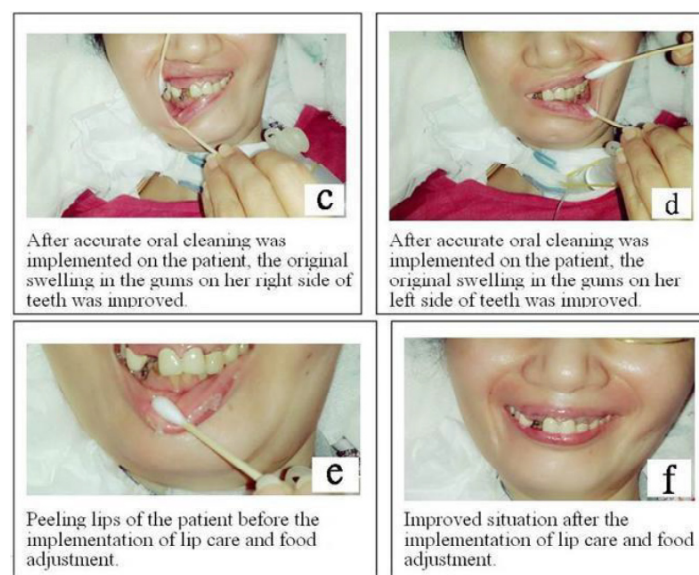 c
After accurate oral cleaning was
implemented on the patient, the original
swelling in the gums on her right side of
teeth was improved.
d
After accurate oral cleaning was
implemented on the patient, the
original swelling in the gums on her
left side of teeth was improved.
e
Peeling lips of the patient before the
implementation of lip care and food
adjustment.
f
Improved situation after the
implementation of lip care and food
adjustment.